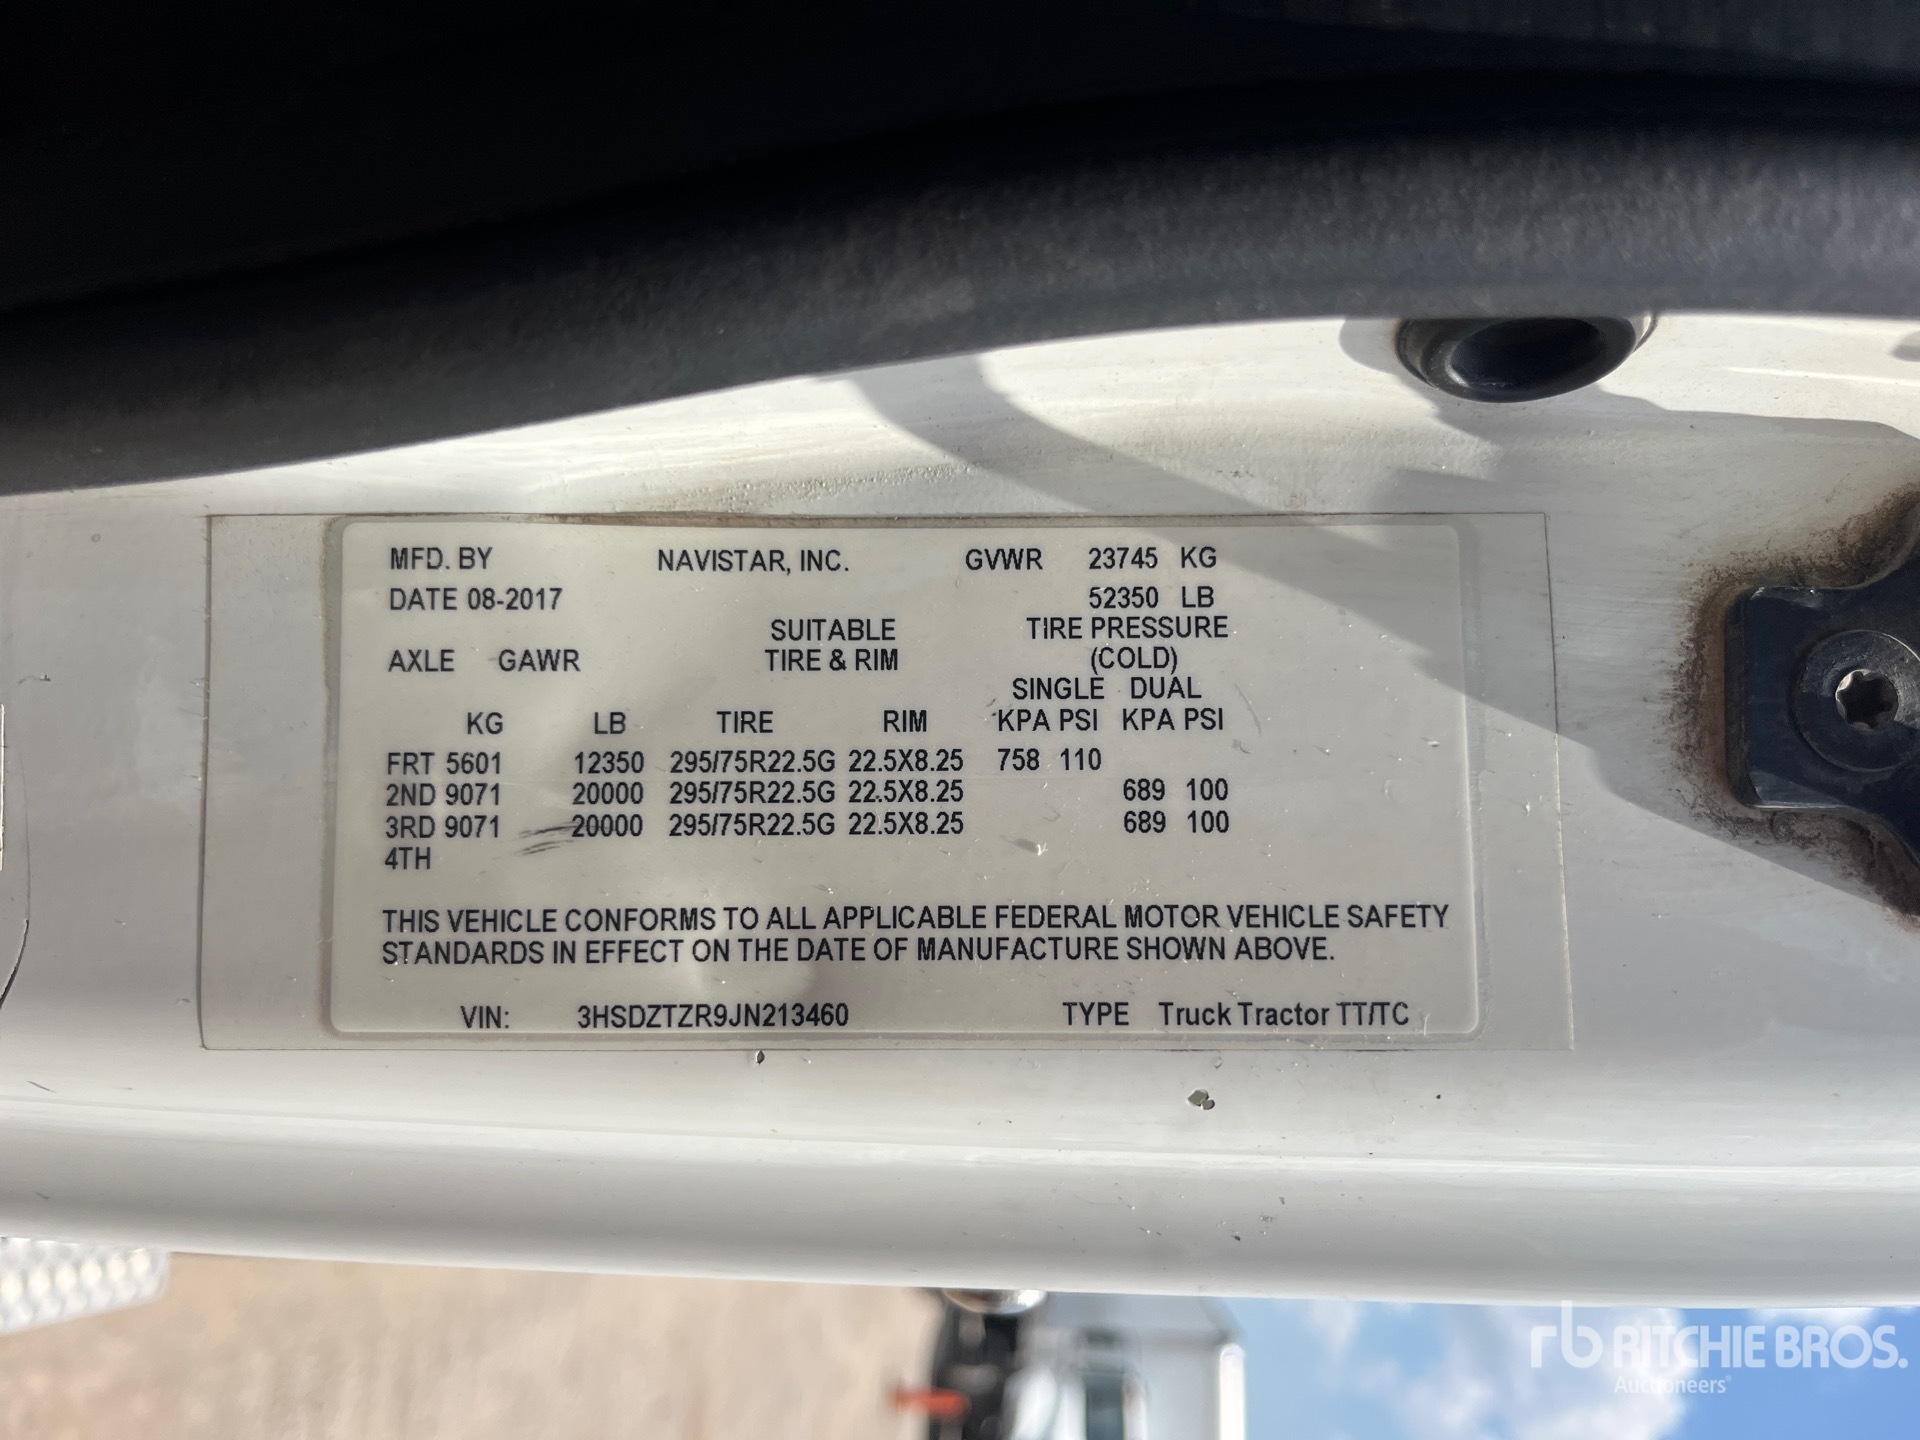 MFD. BY NAVISTAR, INC. GVWR 23745 KG
DATE 08-2017 52350 LB
SUITABLE TIRE PRESSURE
AXLE GAWR TIRE & RIM (COLD)
SINGLE DUAL
KG LB TIRE RIM KPA PSI KPA PSI
FRT 5601 12350 295/75R22.5G 22.5X8.25 758 110
2ND 9071 20000 295/75R22.5G 22.5X8.25 689 100
3RD 9071 20000 295/75R22.5G 22.5X8.25 689 100
4TH
THIS VEHICLE CONFORMS TO ALL APPLICABLE FEDERAL MOTOR VEHICLE SAFETY
STANDARDS IN EFFECT ON THE DATE OF MANUFACTURE SHOWN ABOVE.
VIN: 3HSDZTZR9JN213460 TYPE Truck Tractor TT/TC
rb RITCHIE BROS.
Auctioneers